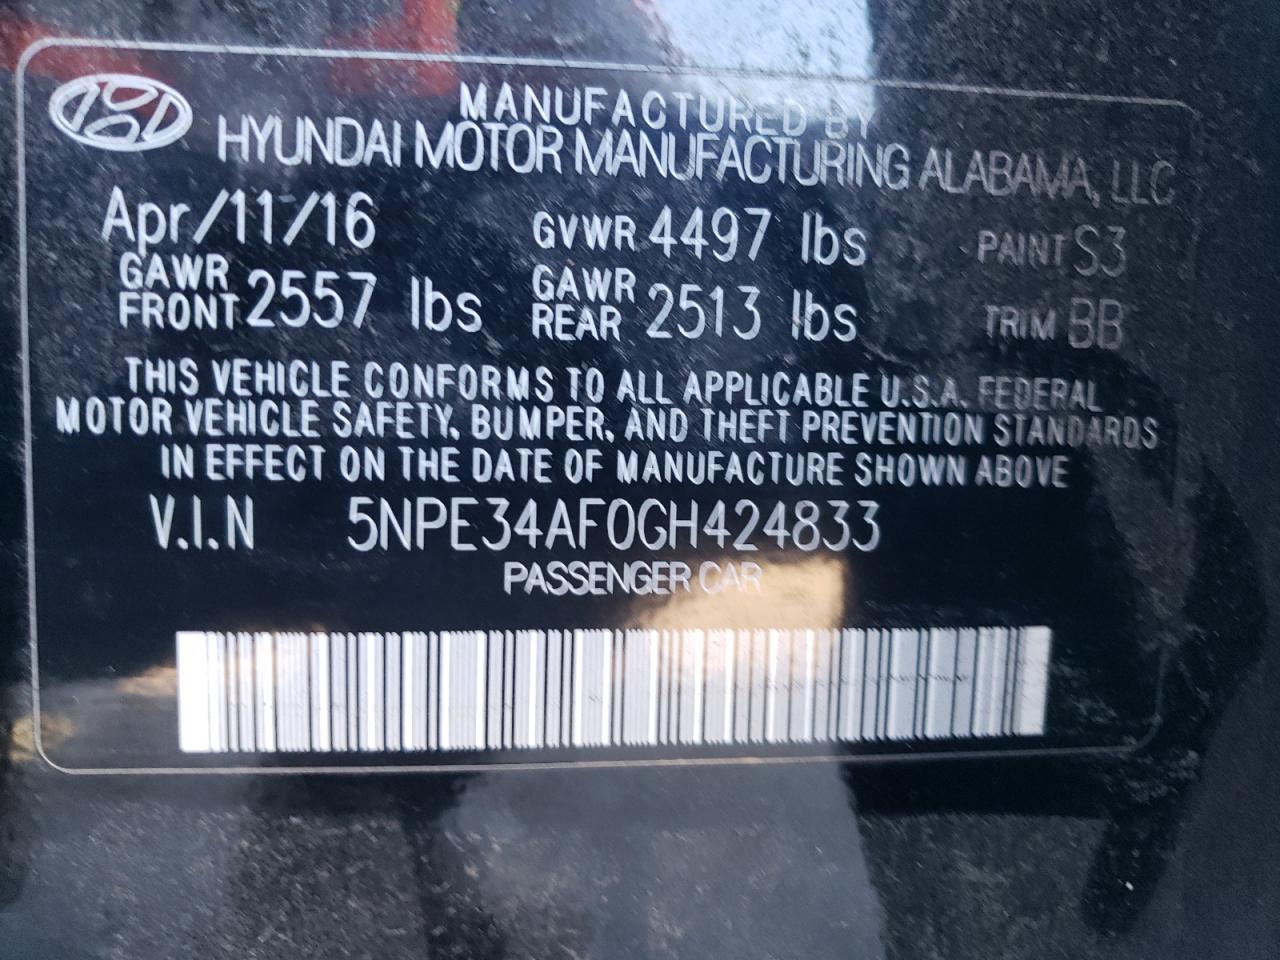 MANUFACTURED BY
HYUNDAI MOTOR MANUFACTURING ALABAMA, LLC
Apr/11/16 GVWR 4497 lbs PAINT S3
GAWR FRONT 2557 lbs GAWR REAR 2513 lbs TRIM BB
THIS VEHICLE CONFORMS TO ALL APPLICABLE U.S.A. FEDERAL
MOTOR VEHICLE SAFETY, BUMPER, AND THEFT PREVENTION STANDARDS
IN EFFECT ON THE DATE OF MANUFACTURE SHOWN ABOVE
V.I.N 5NPE34AF0GH424833
PASSENGER CAR